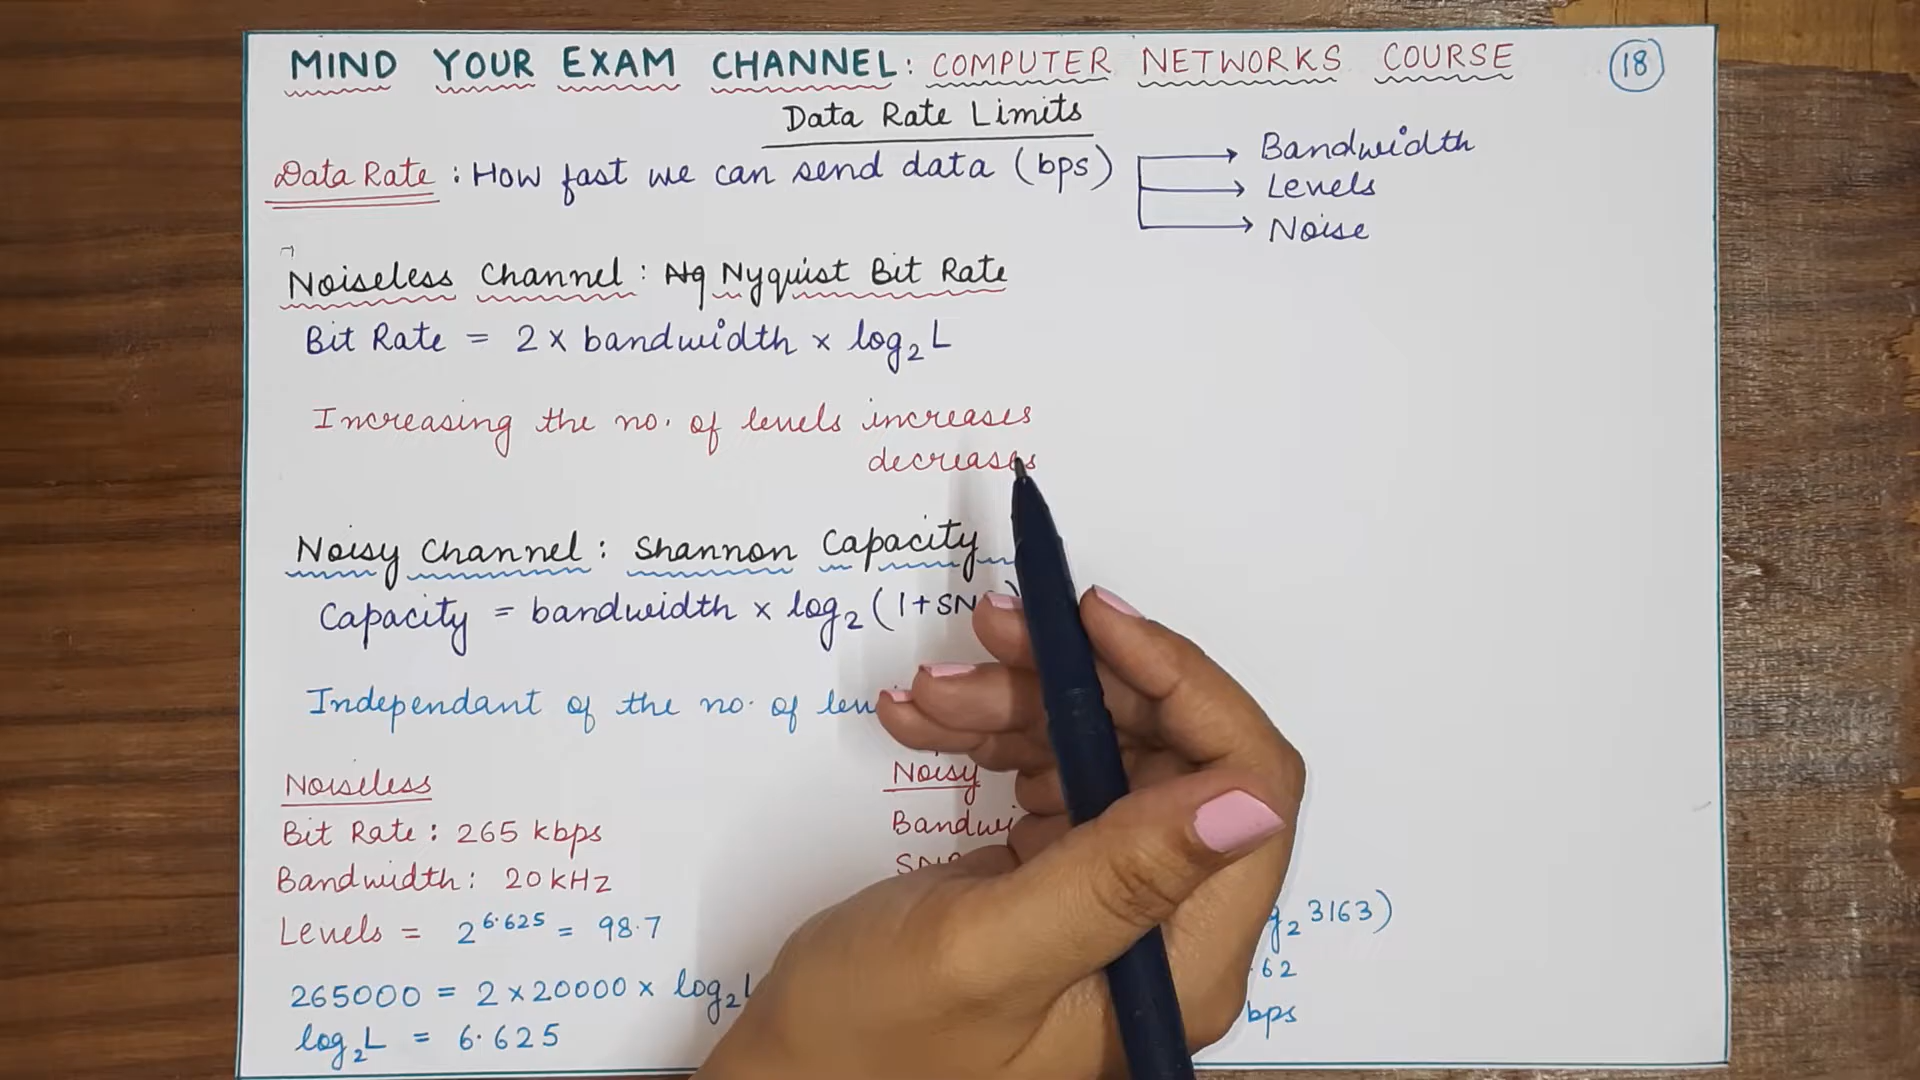 MIND YOUR EXAM CHANNEL: COMPUTER NETWORKS COURSE
18
Data Rate Limits
Data Rate : How fast we can send data (bps)
Bandwidth
Levels
Noise
Noiseless Channel: Nq Nyquist Bit Rate
Bit Rate = 2 x bandwidth x log2 L
Increasing the no. of levels increases
decreases
Noisy Channel: Shannon Capacity
Capacity = bandwidth x log2 (1+SN
Independant of the no. of
Noiseless
Bit Rate: 265 kbps
Bandwidth: 20 kHz
Levels = 2^6.625 = 98.7
265000 = 2 x 20000 x log2 L
log2 L = 6.625
Noisy
Bandwi
SN
2 3163)
62
bps